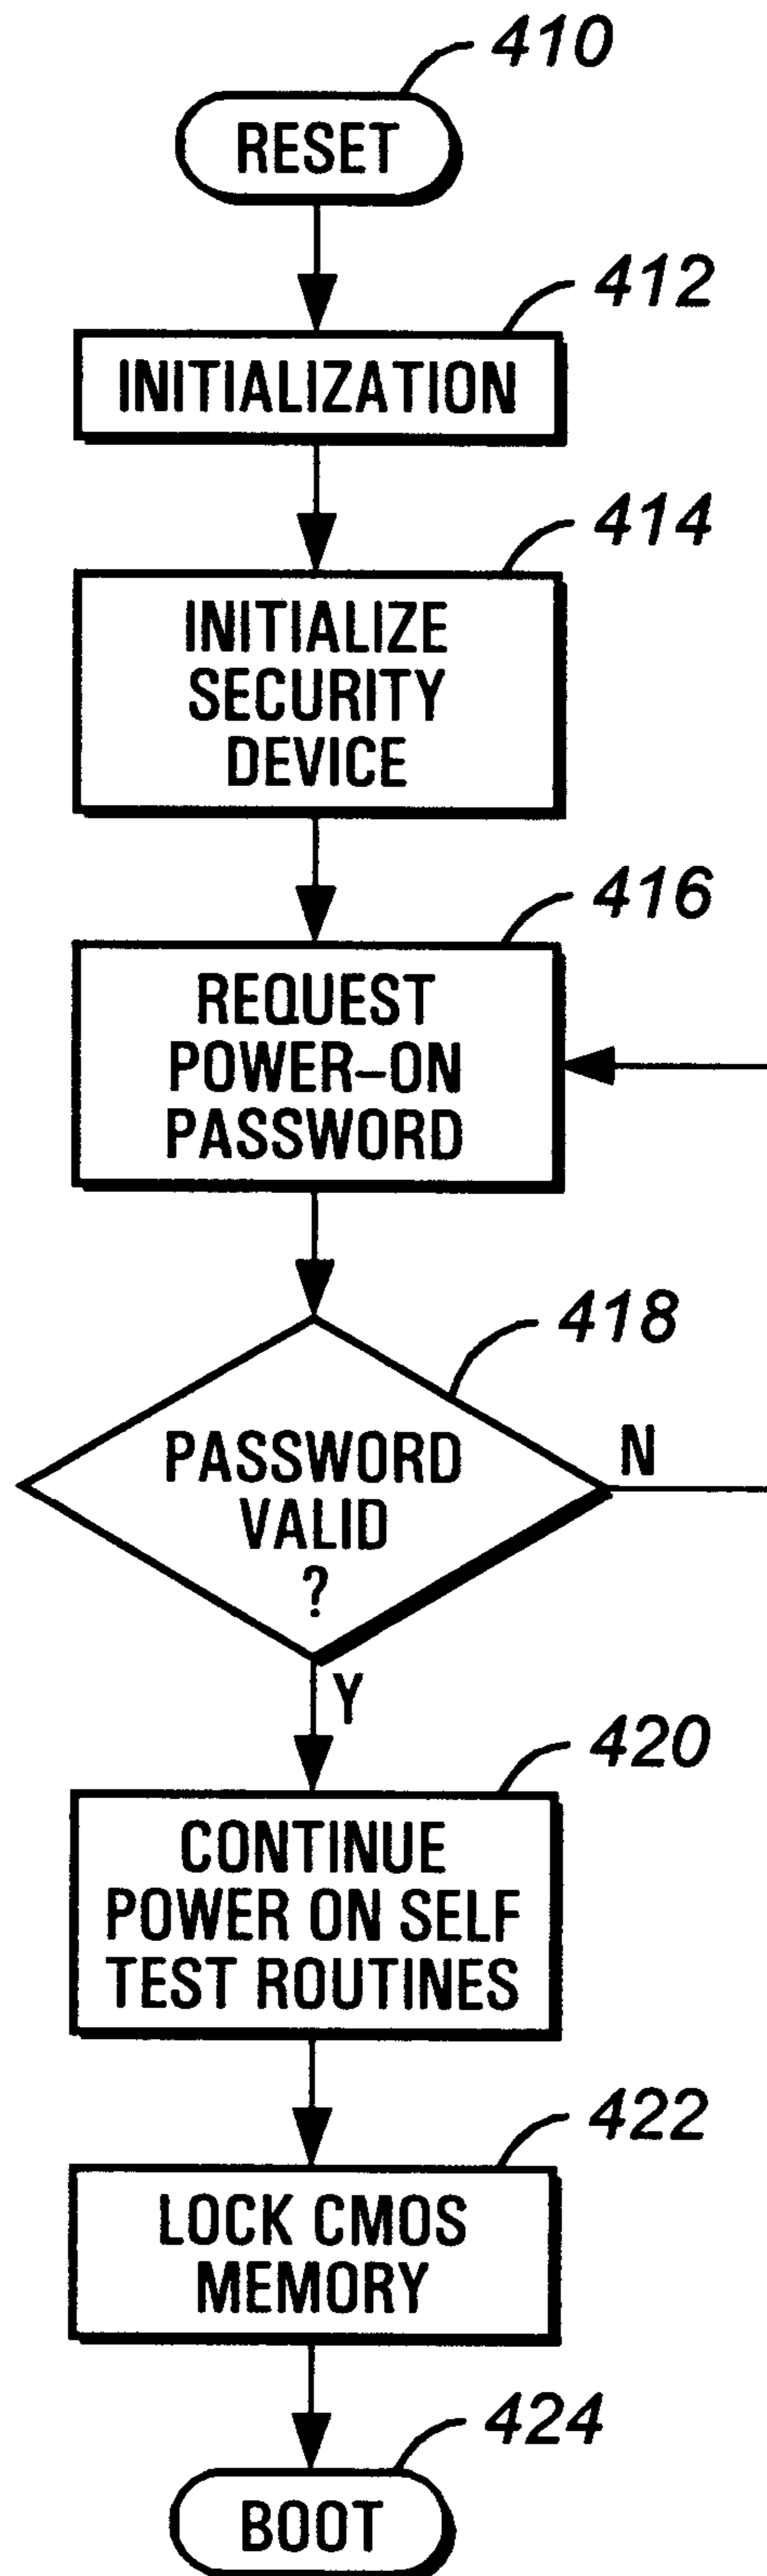 410
RESET
412
INITIALIZATION
414
INITIALIZE
SECURITY
DEVICE
416
REQUEST
POWER-ON
PASSWORD
418
PASSWORD
VALID
?
N
Y
420
CONTINUE
POWER ON SELF
TEST ROUTINES
422
LOCK CMOS
MEMORY
424
BOOT